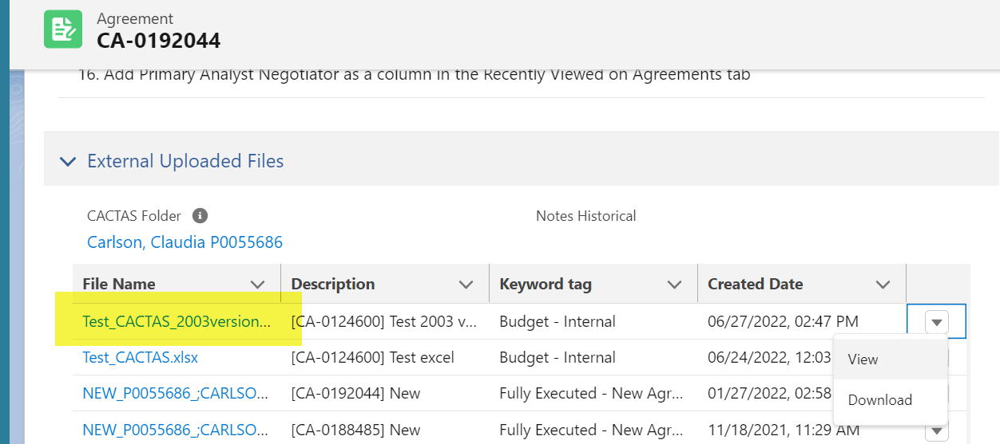 Agreement
CA-0192044
16. Add Primary Analyst Negotiator as a column in the Recently Viewed on Agreements tab
External Uploaded Files
CACTAS Folder Notes Historical
Carlson, Claudia P0055686
File Name Description Keyword tag Created Date
Test_CACTAS_2003version... [CA-0124600] Test 2003 v... Budget - Internal 06/27/2022, 02:47 PM
Test_CACTAS.xlsx [CA-0124600] Test excel Budget - Internal 06/24/2022, 12:03 View
NEW_P0055686_;CARLSO... [CA-0192044] New Fully Executed - New Agr... 01/27/2022, 02:58 Download
NEW_P0055686_;CARLSO... [CA-0188485] New Fully Executed - New Agr... 11/18/2021, 11:29 AM